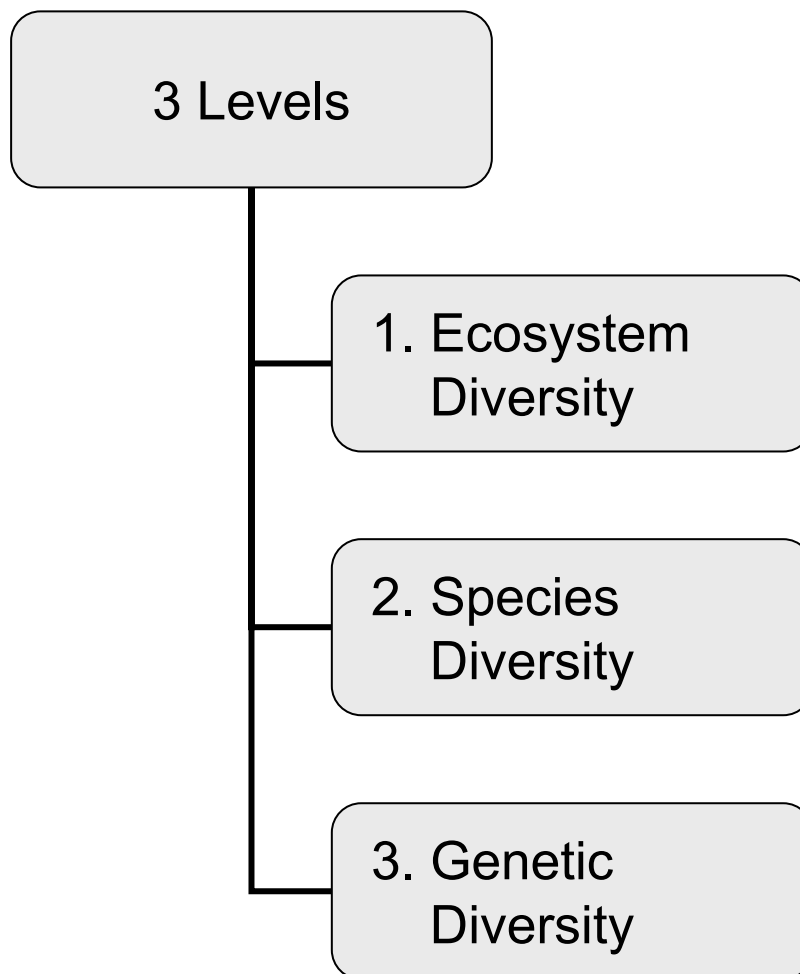 3 Levels
1. Ecosystem
Diversity
2. Species
Diversity
3. Genetic
Diversity